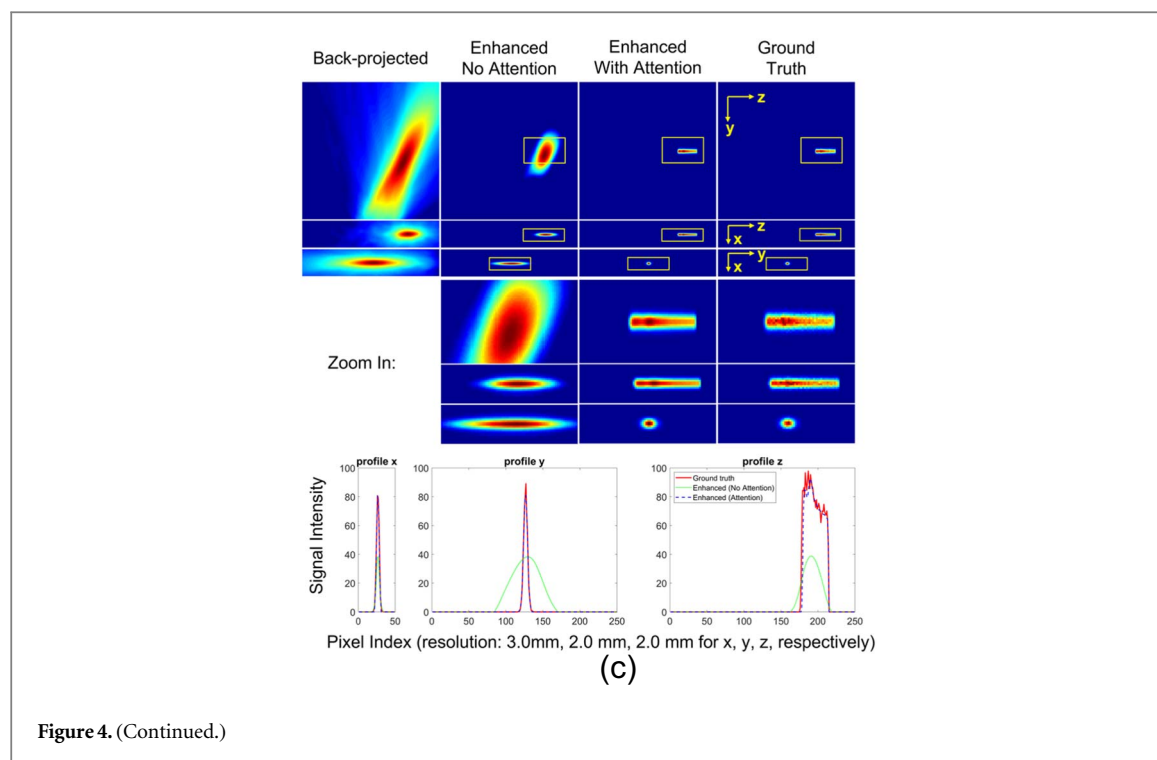 Back-projected
Enhanced
No Attention
Enhanced
With Attention
Ground
Truth
z
y
z
x
y
x
Zoom In:
profile x
profile y
profile z
Signal Intensity
100
80
60
40
20
0
0
50
100
80
60
40
20
0
0
50
100
150
200
250
100
80
60
40
20
0
0
50
100
150
200
250
Ground truth
Enhanced (No Attention)
Enhanced (Attention)
Pixel Index (resolution: 3.0mm, 2.0 mm, 2.0 mm for x, y, z, respectively)
(c)
Figure 4. (Continued.)